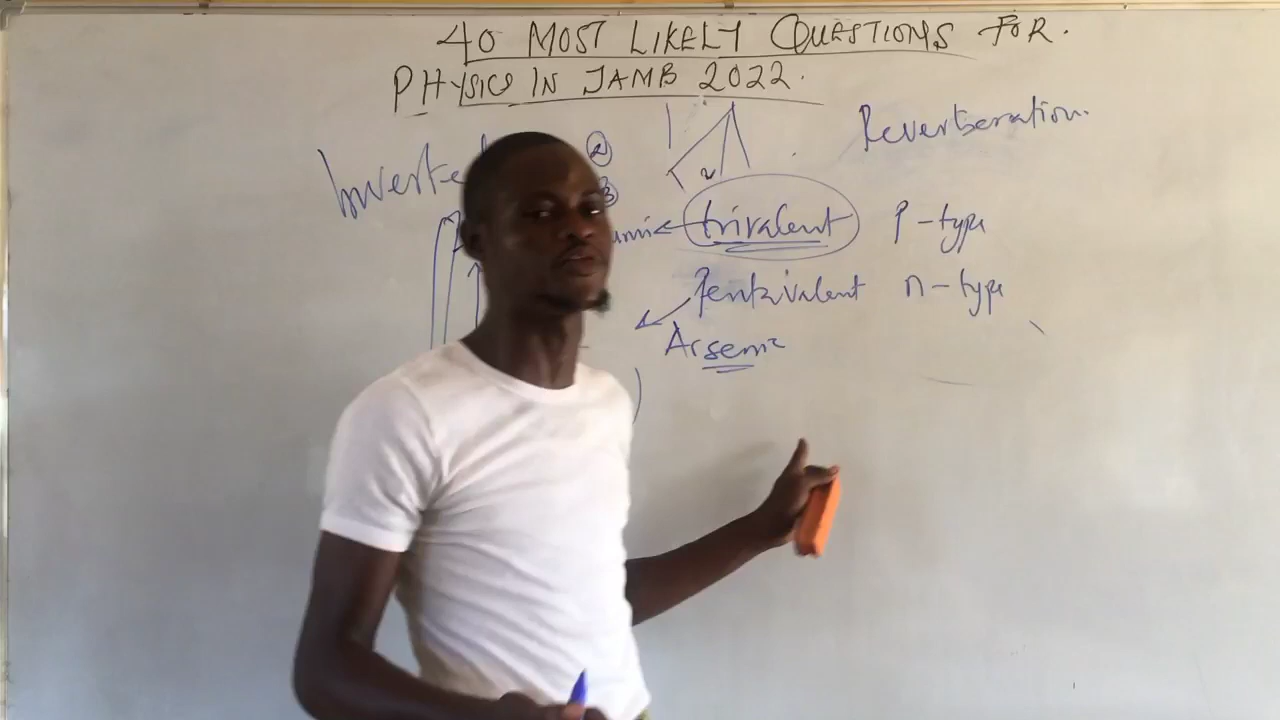 40 MOST LIKELY QUESTIONS FOR.
PHYSICS IN JAMB 2022.
Reverberation.
trivalent P-type
Pentavalent n-type
Arsenic